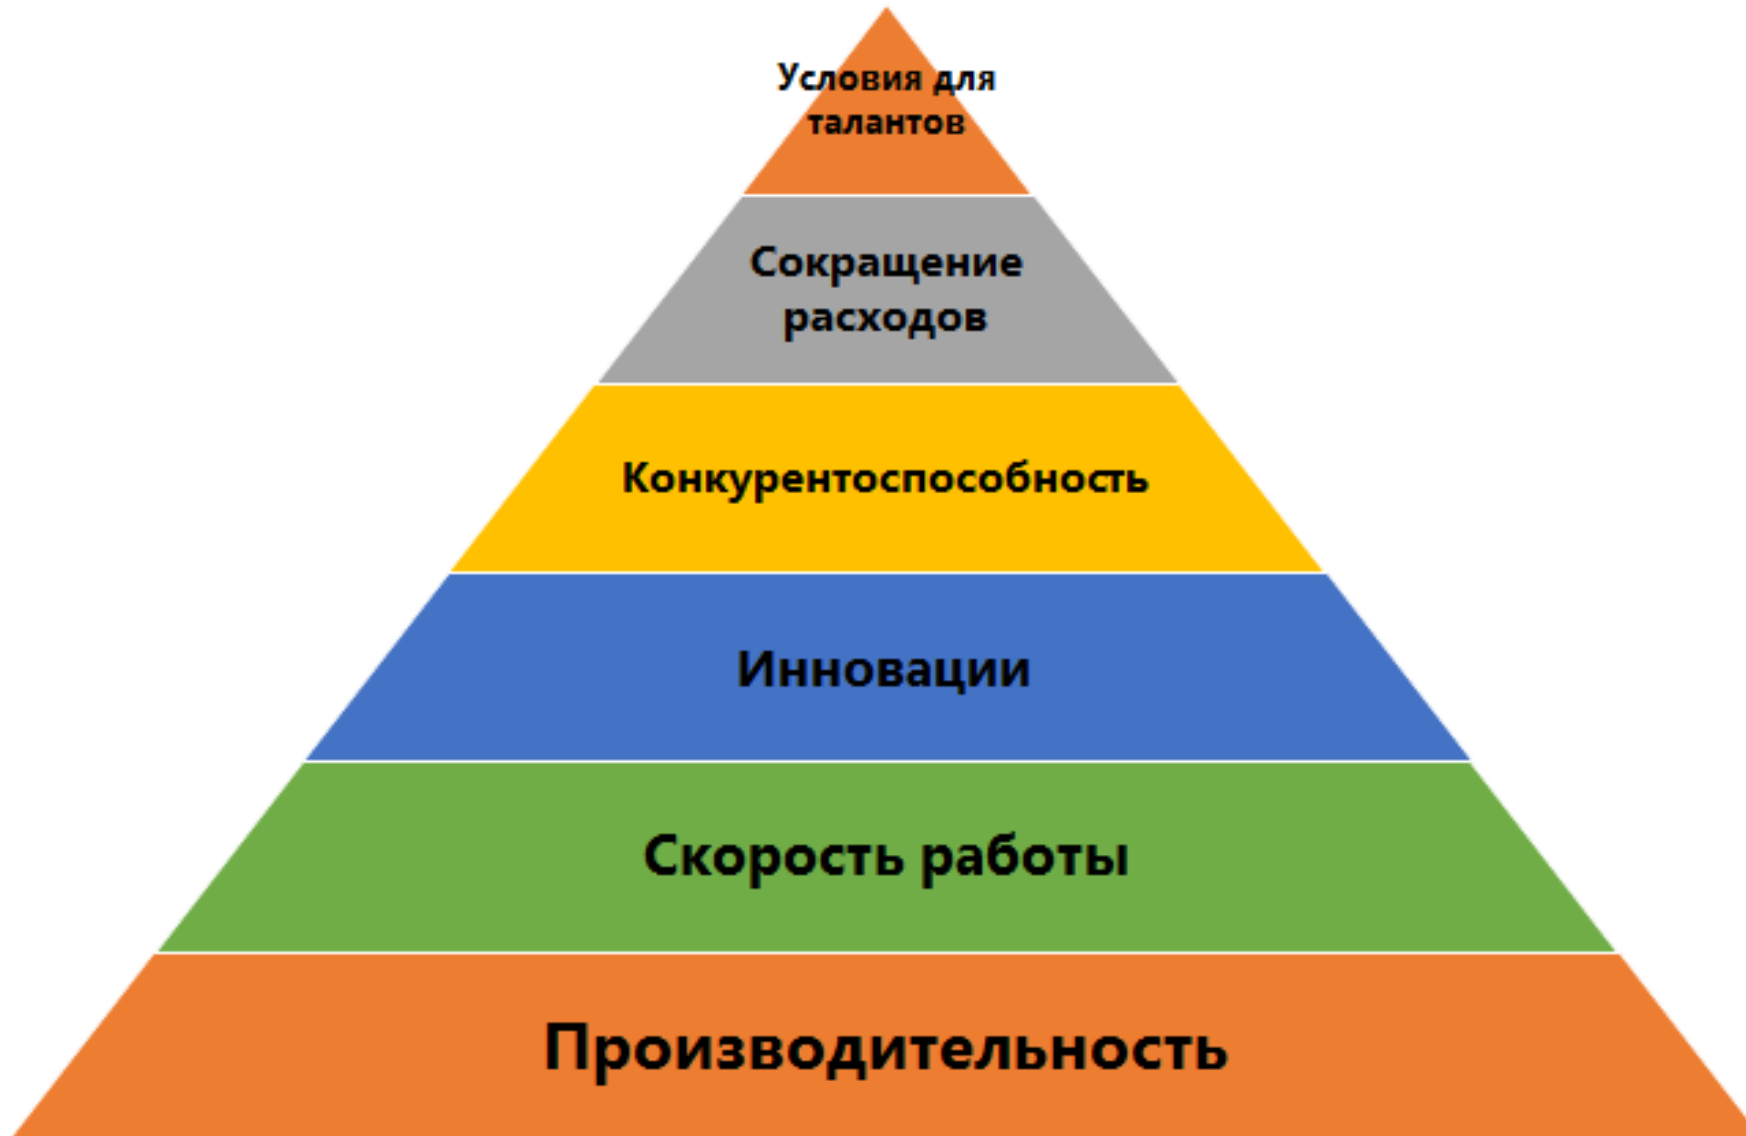 Условия для
талантов
Сокращение
расходов
Конкурентоспособность
Инновации
Скорость работы
Производительность